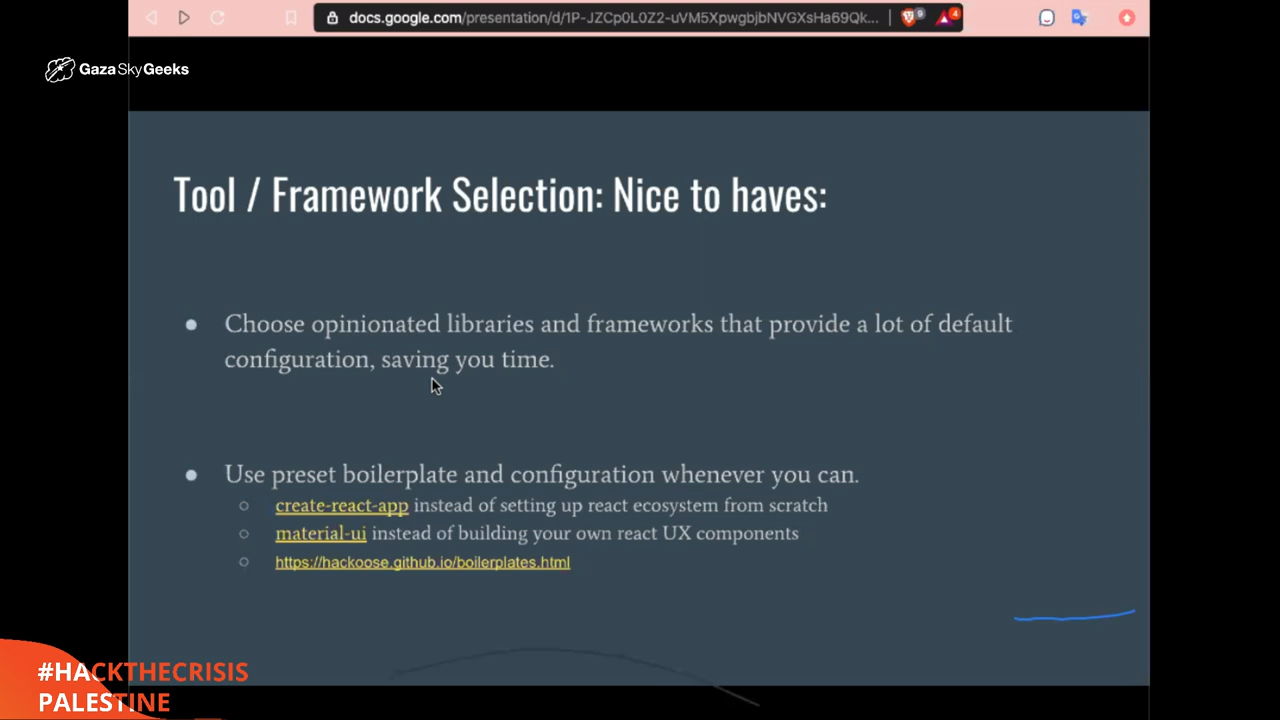 docs.google.com/presentation/d/1P-JZCp0L0Z2-uVM5XpwgbjbNVGXsHa69Qk...
9
4
GazaSkyGeeks
Tool / Framework Selection: Nice to haves:
● Choose opinionated libraries and frameworks that provide a lot of default
configuration, saving you time.
● Use preset boilerplate and configuration whenever you can.
○ create-react-app instead of setting up react ecosystem from scratch
○ material-ui instead of building your own react UX components
○ https://hackoose.github.io/boilerplates.html
#HACKTHECRISIS
PALESTINE